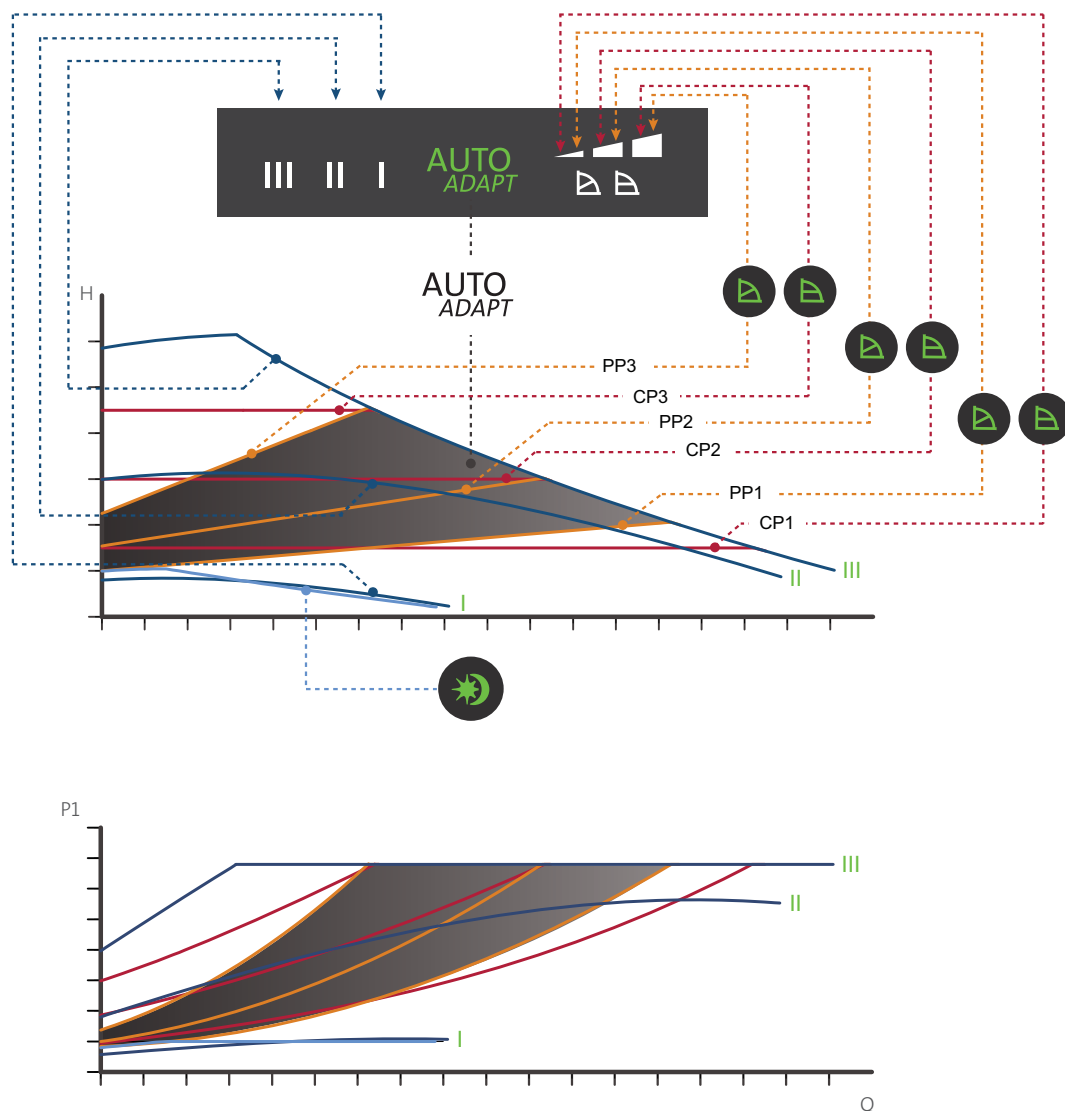 III II I AUTO
ADAPT
AUTO
ADAPT
H
PP3
CP3
PP2
CP2
PP1
CP1
III
II
I
P1
III
II
I
Q